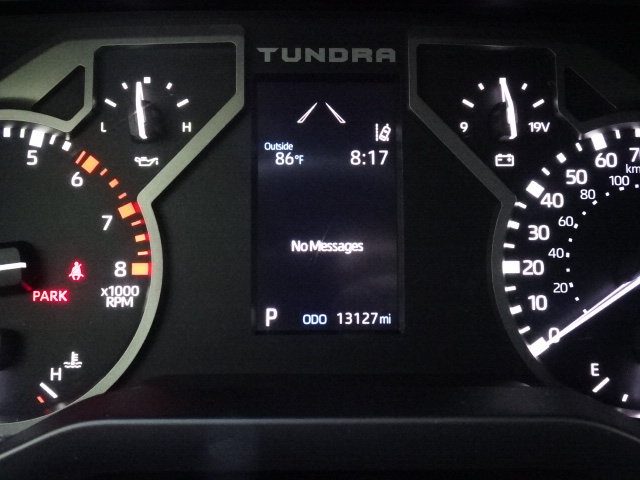 TUNDRA
L H
9 19V
Outside
86°F 8:17
5
6
7
8
x1000
RPM
PARK
No Messages
P ODO 13127 mi
H
60
50
40
30
20
10
0
km
100
80
60
40
20
E